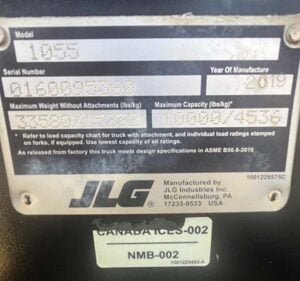 Model
1055
Serial Number
Year Of Manufacture
2019
Maximum Weight Without Attachments (lbs/kg)
Maximum Capacity (lbs/kg)*
10000/4536
* Refer to load capacity chart for truck with attachment, and individual load ratings stamped
on forks, if equipped. Use lowest capacity of all ratings.
As released from factory this truck meets design specifications in ASME B56.6-2016
1001229575C
JLG
Manufactured by
JLG Industries Inc.
McConnellsburg, PA
17233-9533 USA
CANADA ICES-002
NMB-002